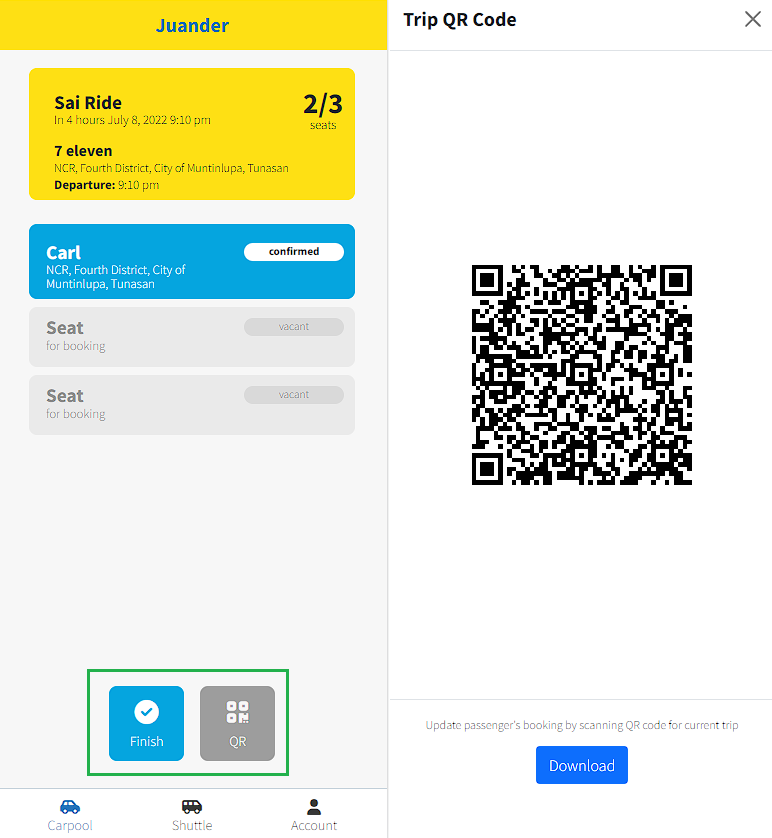 Juander
Sai Ride
In 4 hours July 8, 2022 9:10 pm
2/3
seats
7 eleven
NCR, Fourth District, City of Muntinlupa, Tunasan
Departure: 9:10 pm
Carl
confirmed
NCR, Fourth District, City of
Muntinlupa, Tunasan
Seat
vacant
for booking
Seat
vacant
for booking
Finish
QR
Carpool
Shuttle
Account
Trip QR Code
Update passenger's booking by scanning QR code for current trip
Download